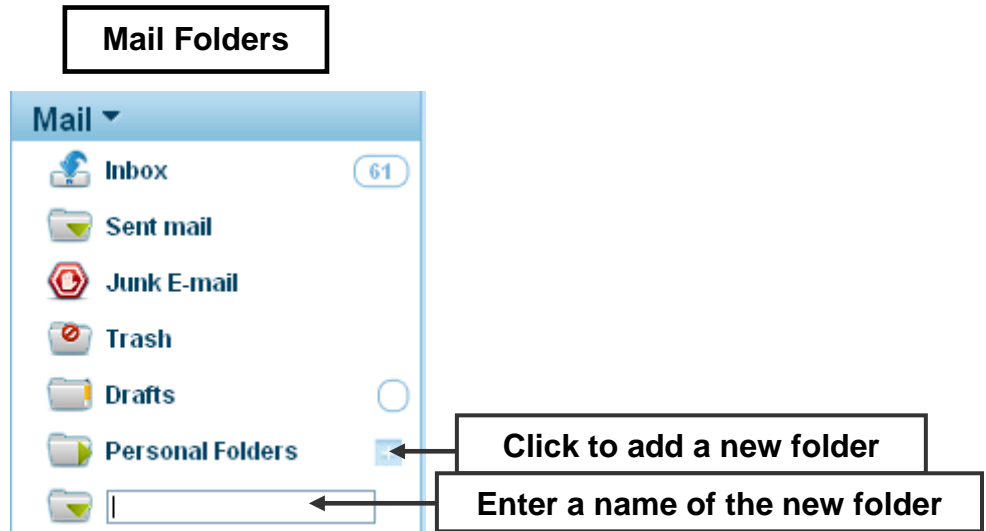 Mail Folders
Mail
Inbox 61
Sent mail
Junk E-mail
Trash
Drafts
Personal Folders +
Click to add a new folder
Enter a name of the new folder